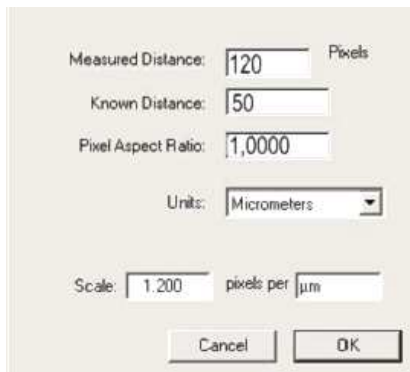 Measured Distance: 120 Pixels
Known Distance: 50
Pixel Aspect Ratio: 1,0000
Units: Micrometers
Scale: 1.200 pixels per µm
Cancel OK